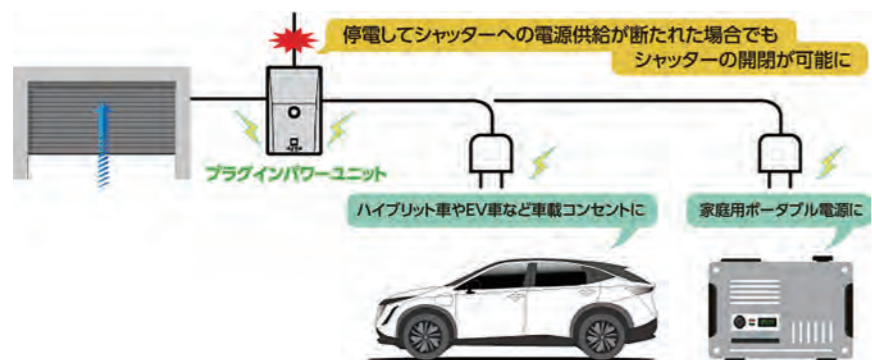 停電してシャッターへの電源供給が断たれた場合でも
シャッターの開閉が可能に
プラグインパワーユニット
ハイブリット車やEV車など車載コンセントに
家庭用ポータブル電源に